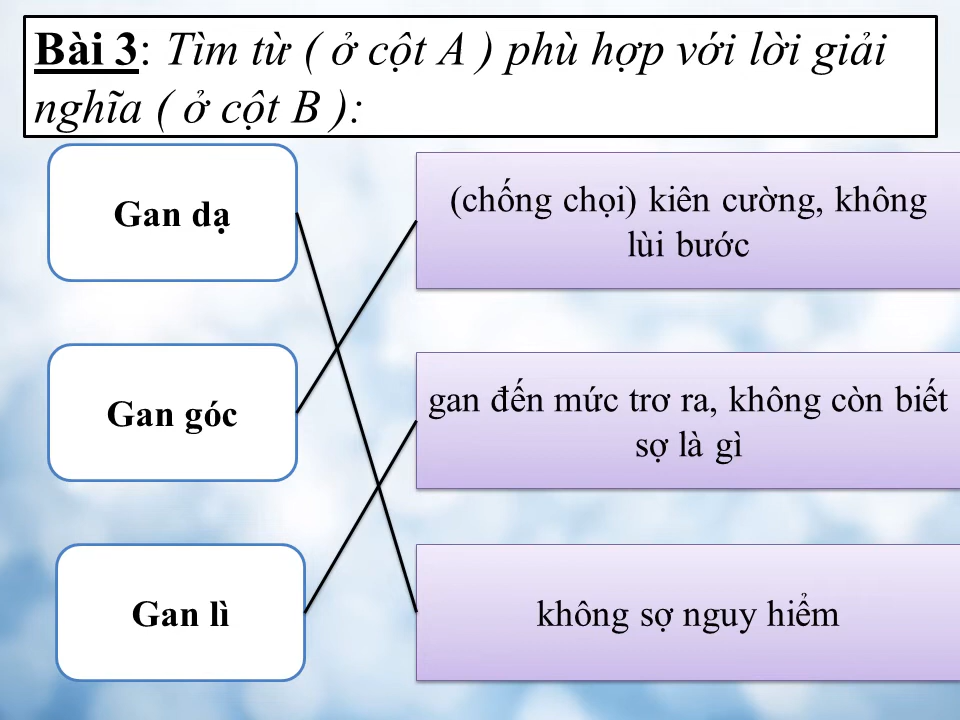 Bài 3: Tìm từ ( ở cột A ) phù hợp với lời giải
nghĩa ( ở cột B ):
Gan dạ
(chống chọi) kiên cường, không
lùi bước
Gan góc
gan đến mức trơ ra, không còn biết
sợ là gì
Gan lì
không sợ nguy hiểm